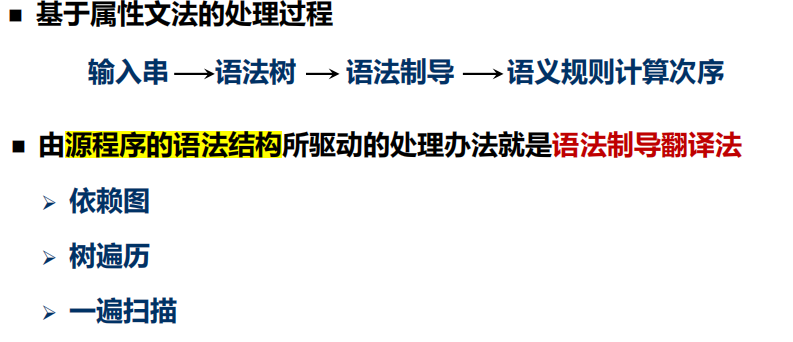 ■ 基于属性文法的处理过程
输入串→语法树→语法制导→语义规则计算次序
■ 由源程序的语法结构所驱动的处理办法就是语法制导翻译法
➢ 依赖图
➢ 树遍历
➢ 一遍扫描